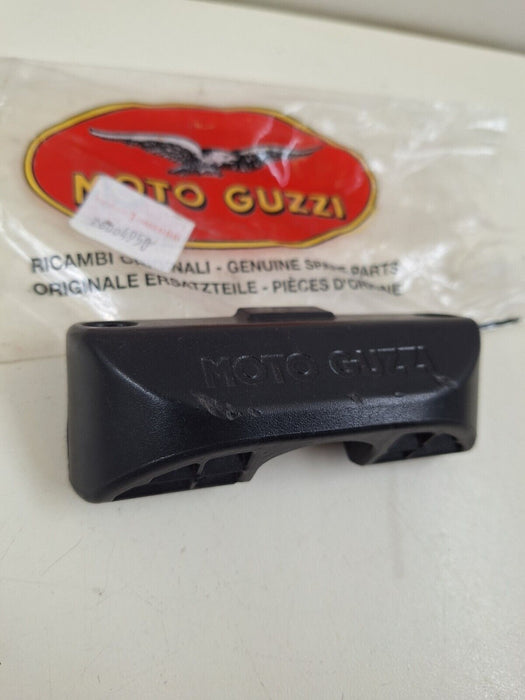 MOTO GUZZI
RICAMBI ORIGINALI - GENUINE SPARE PARTS
ORIGINALE ERSATZTEILE - PIÈCES D'ORIGINE
MOTO GUZZI